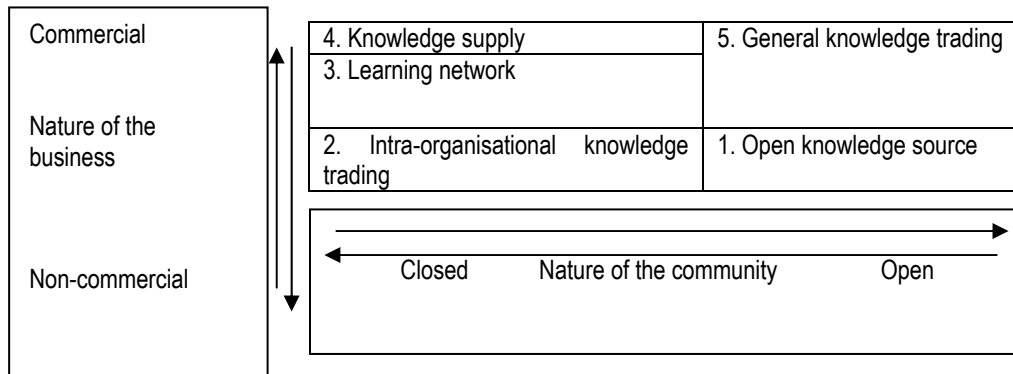 Commercial
Nature of the
business
Non-commercial
4. Knowledge supply
3. Learning network
5. General knowledge trading
2. Intra-organisational knowledge
trading
1. Open knowledge source
Closed Nature of the community Open